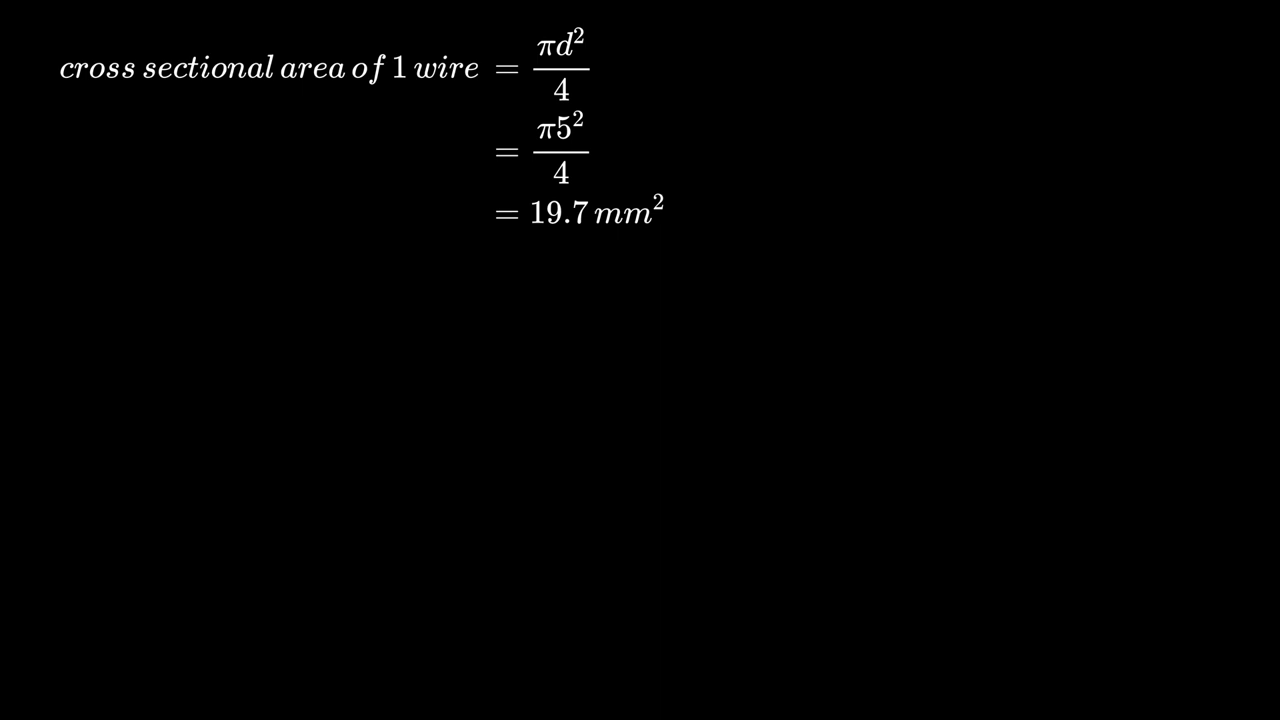 cross sectional area of 1 wire = πd²/4
= π5²/4
= 19.7 mm²